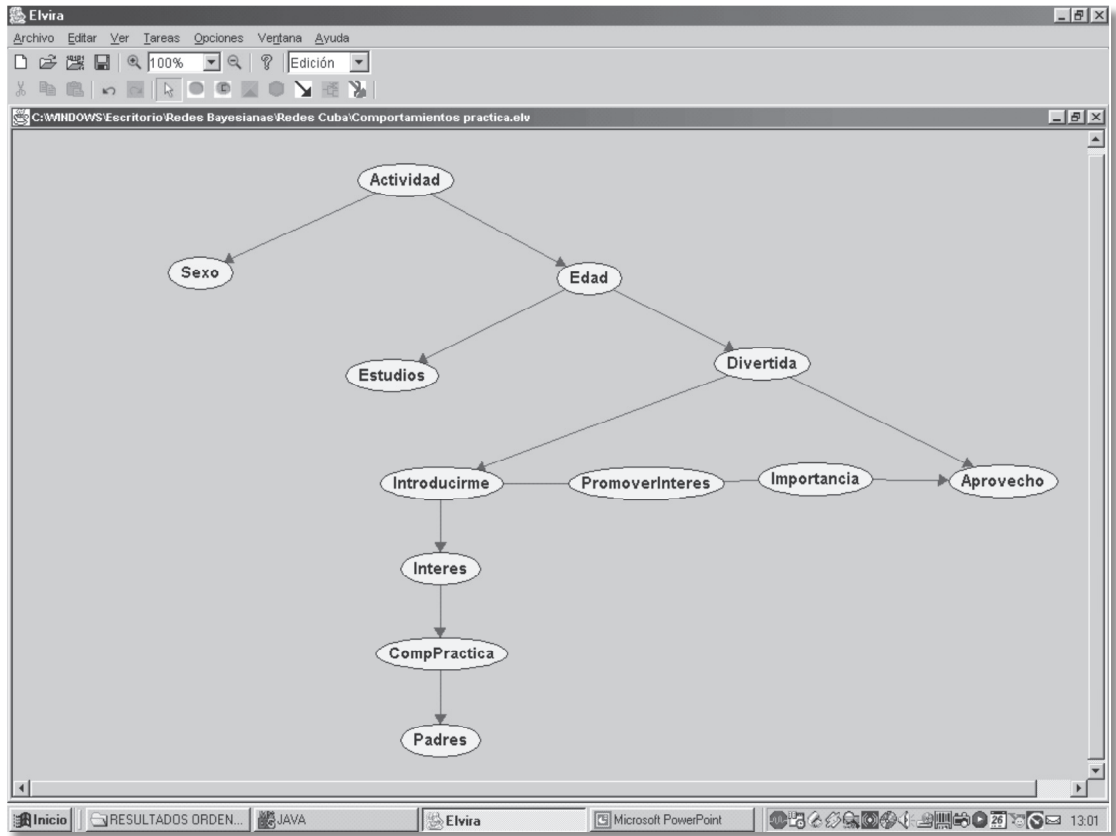 Elvira
Archivo Editar Ver Tareas Opciones Ventana Ayuda
100% Edición
C:\WINDOWS\Escritorio\Redes Bayesianas\Redes Cuba\Comportamientos practica.elv
Actividad
Sexo
Edad
Estudios
Divertida
Introducirme PromoverInteres Importancia Aprovecho
Interes
CompPractica
Padres
Inicio RESULTADOS ORDEN... JAVA Elvira Microsoft PowerPoint 26 13:01